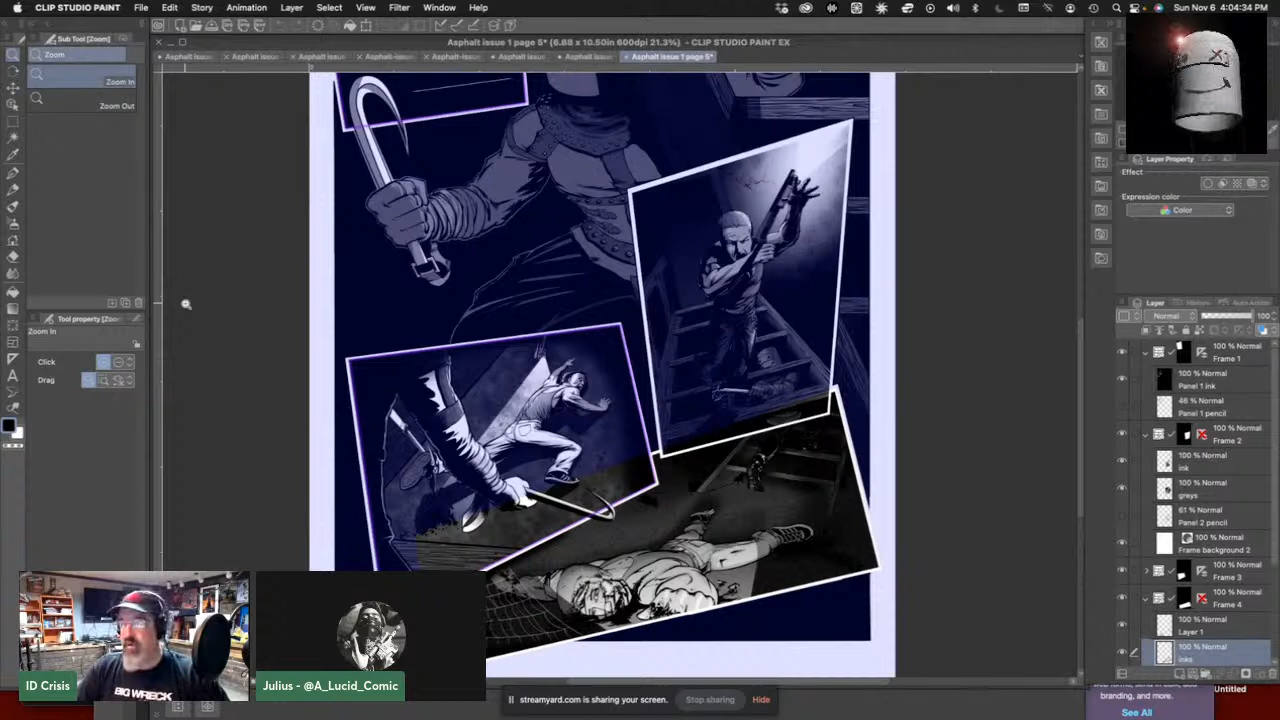 CLIP STUDIO PAINT File Edit Story Animation Layer Select View Filter Window Help Sun Nov 6 4:04:34 PM
Sub Tool [Zoom]
Asphalt issue 1 page 5* (6.88 x 10.50in 600dpi 21.3%) - CLIP STUDIO PAINT EX
Asphalt issue 1 page 5*
Zoom
Zoom In
Zoom Out
Tool property [Zoom
Zoom In
Click
Drag
Layer Property
Effect
Expression color
Color
Layer
Normal 100
100 % Normal
Frame 1
100 % Normal
Panel 1 ink
46 % Normal
Panel 1 pencil
100 % Normal
Frame 2
100 % Normal
ink
100 % Normal
greys
61 % Normal
Panel 2 pencil
100 % Normal
Frame background 2
100 % Normal
Frame 3
100 % Normal
Frame 4
100 % Normal
Layer 1
100 % Normal
inks
BIG WRECK
ID Crisis
Julius - @A_Lucid_Comic
streamyard.com is sharing your screen. Stop sharing Hide
branding, and more.
See All
Untitled